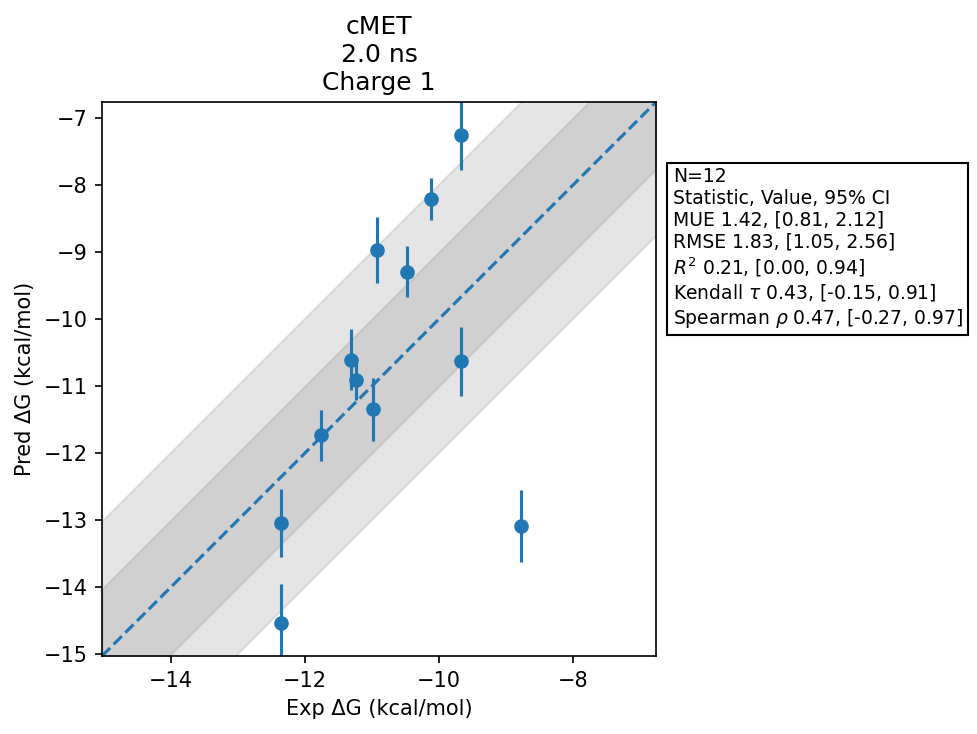 cMET
2.0 ns
Charge 1
−7
−8
−9
−10
−11
−12
−13
−14
−15
Pred ΔG (kcal/mol)
−14
−12
−10
−8
Exp ΔG (kcal/mol)
N=12
Statistic, Value, 95% CI
MUE 1.42, [0.81, 2.12]
RMSE 1.83, [1.05, 2.56]
R² 0.21, [0.00, 0.94]
Kendall τ 0.43, [-0.15, 0.91]
Spearman ρ 0.47, [-0.27, 0.97]